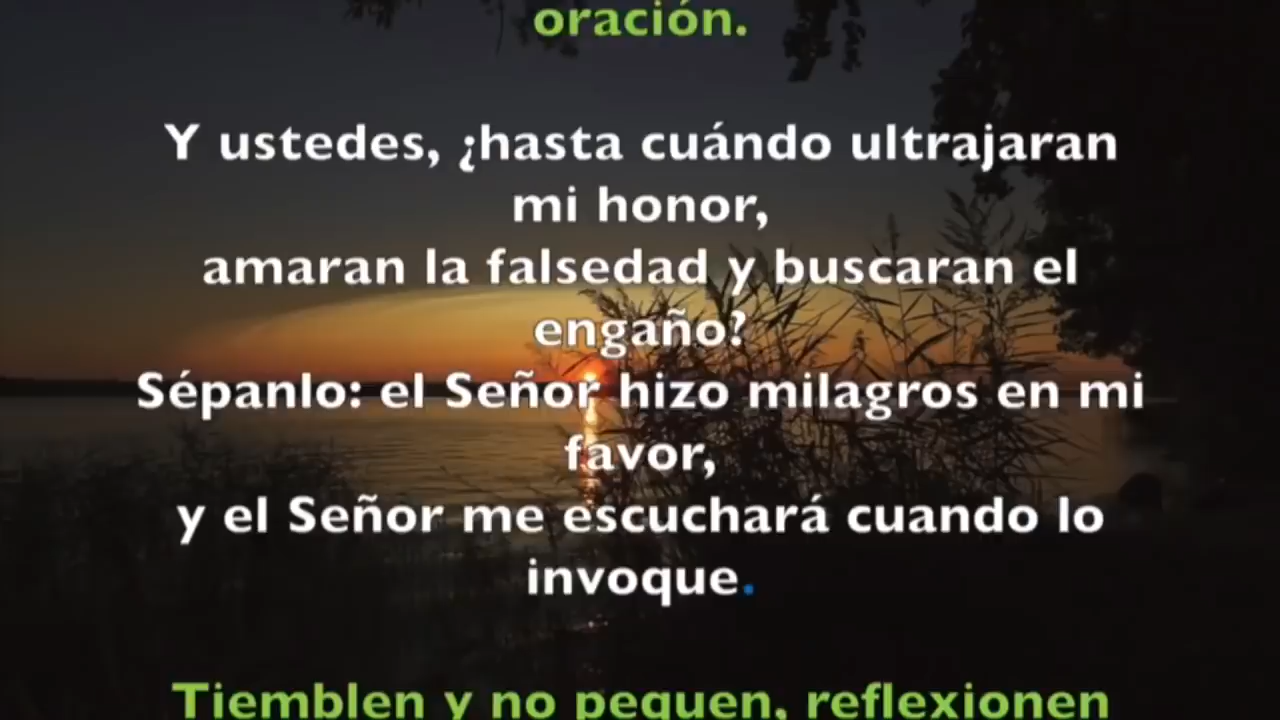 oración.
Y ustedes, ¿hasta cuándo ultrajaran
mi honor,
amaran la falsedad y buscaran el
engaño?
Sépanlo: el Señor hizo milagros en mi
favor,
y el Señor me escuchará cuando lo
invoque.
Tiemblen y no pequen, reflexionen